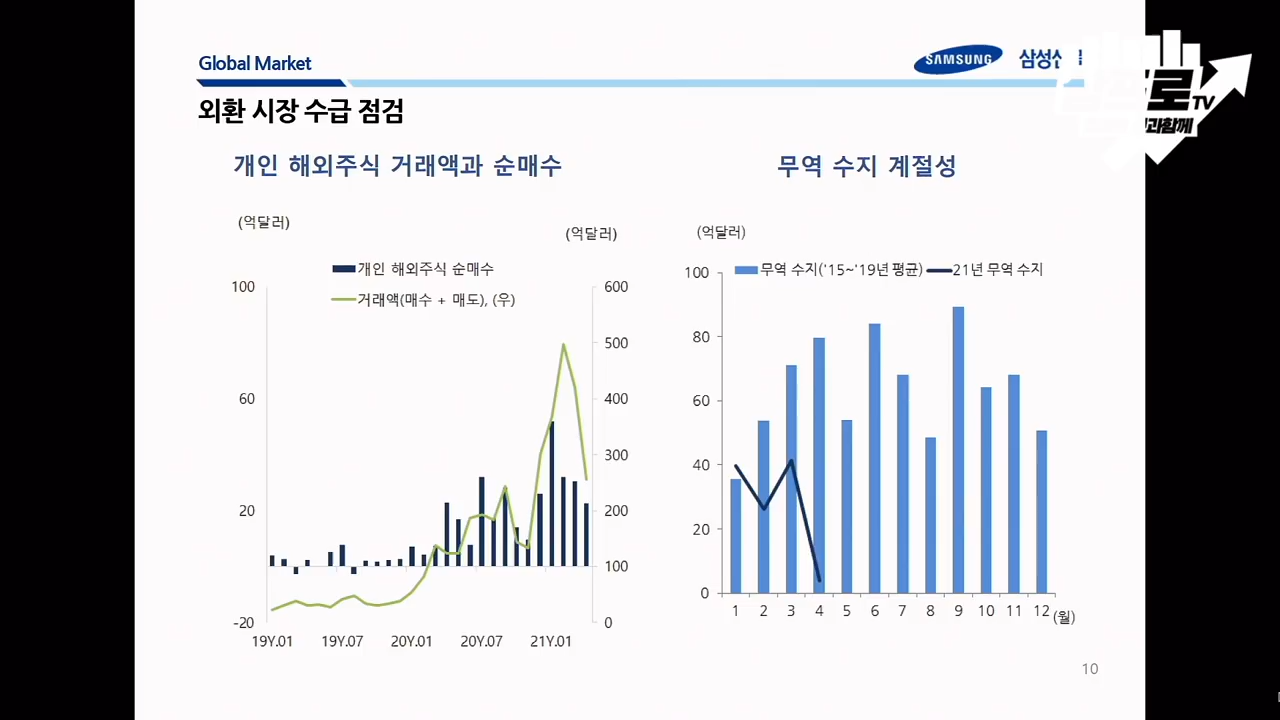 Global Market
SAMSUNG
외환 시장 수급 점검
TV
개인 해외주식 거래액과 순매수
(억달러)
(억달러)
개인 해외주식 순매수
거래액(매수 + 매도), (우)
100
60
20
-20
600
500
400
300
200
100
0
19Y.01 19Y.07 20Y.01 20Y.07 21Y.01
무역 수지 계절성
(억달러)
무역 수지('15~'19년 평균) 21년 무역 수지
100
80
60
40
20
0
1 2 3 4 5 6 7 8 9 10 11 12 (월)
10